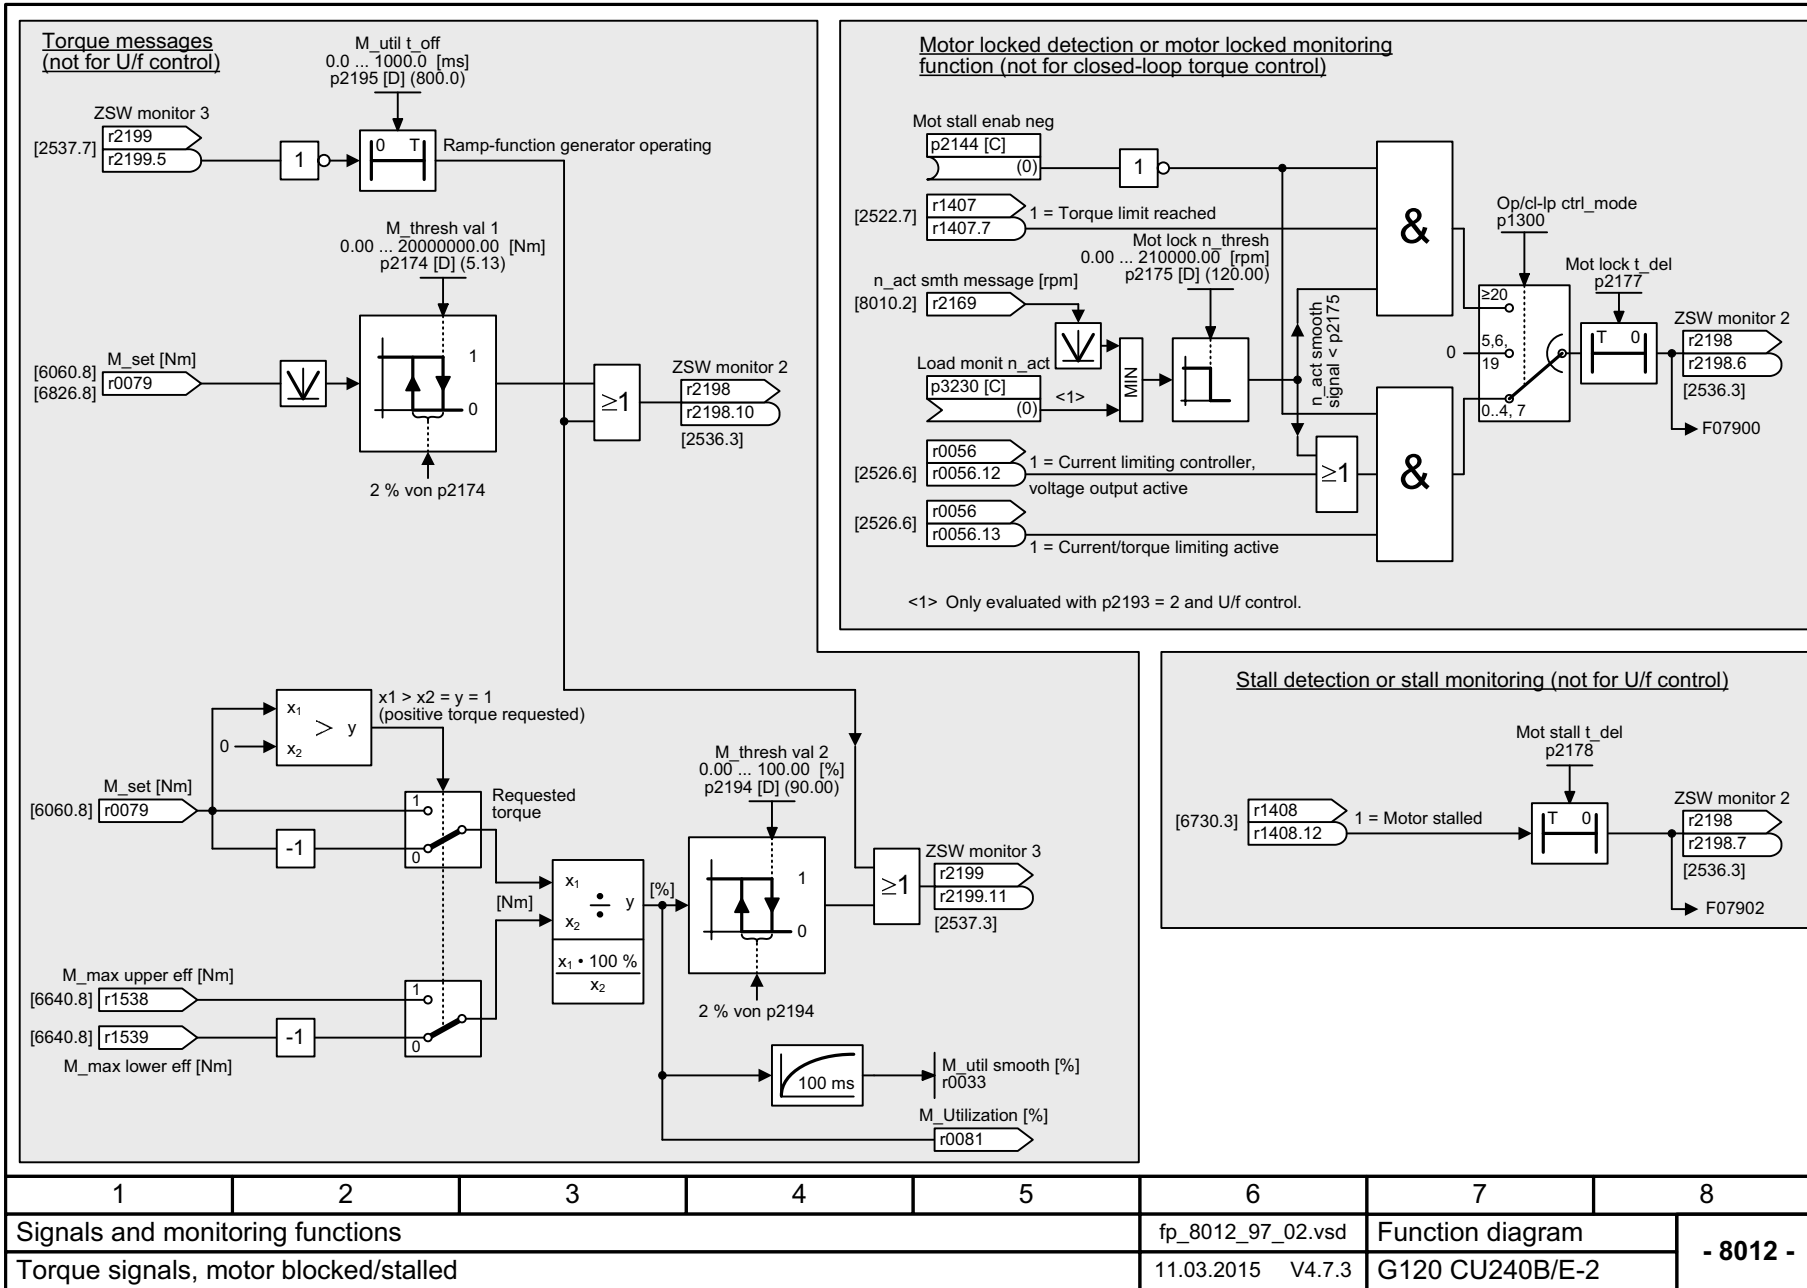 Torque messages
(not for U/f control)
M_util t_off
0.0 ... 1000.0 [ms]
p2195 [D] (800.0)
ZSW monitor 3
[2537.7]
r2199
r2199.5
1
0 T
Ramp-function generator operating
M_thresh val 1
0.00 ... 20000000.00 [Nm]
p2174 [D] (5.13)
[6060.8]
[6826.8]
M_set [Nm]
r0079
1
0
2 % von p2174
≥1
ZSW monitor 2
r2198
r2198.10
[2536.3]
x1 > x2 = y = 1
(positive torque requested)
x₁
> y
x₂
0
M_set [Nm]
[6060.8] r0079
-1
1
0
Requested
torque
M_max upper eff [Nm]
[6640.8] r1538
[6640.8] r1539
M_max lower eff [Nm]
-1
1
0
[Nm]
x₁
÷ y
x₂
x₁ • 100 %
x₂
[%]
M_thresh val 2
0.00 ... 100.00 [%]
p2194 [D] (90.00)
1
0
2 % von p2194
≥1
ZSW monitor 3
r2199
r2199.11
[2537.3]
100 ms
M_util smooth [%]
r0033
M_Utilization [%]
r0081
Motor locked detection or motor locked monitoring
function (not for closed-loop torque control)
Mot stall enab neg
p2144 [C]
(0)
1
[2522.7]
r1407
r1407.7
1 = Torque limit reached
Mot lock n_thresh
0.00 ... 210000.00 [rpm]
p2175 [D] (120.00)
n_act smth message [rpm]
[8010.2] r2169
Load monit n_act
p3230 [C]
(0)
<1>
MIN
n_act smooth
signal < p2175
[2526.6]
r0056
r0056.12
1 = Current limiting controller,
voltage output active
[2526.6]
r0056
r0056.13
1 = Current/torque limiting active
≥1
&
&
Op/cl-lp ctrl_mode
p1300
≥20
0
5,6,
19
0..4, 7
Mot lock t_del
p2177
T 0
ZSW monitor 2
r2198
r2198.6
[2536.3]
F07900
<1> Only evaluated with p2193 = 2 and U/f control.
Stall detection or stall monitoring (not for U/f control)
Mot stall t_del
p2178
[6730.3]
r1408
r1408.12
1 = Motor stalled
T 0
ZSW monitor 2
r2198
r2198.7
[2536.3]
F07902
1 2 3 4 5 6 7 8
Signals and monitoring functions
fp_8012_97_02.vsd
Function diagram
- 8012 -
Torque signals, motor blocked/stalled
11.03.2015 V4.7.3
G120 CU240B/E-2